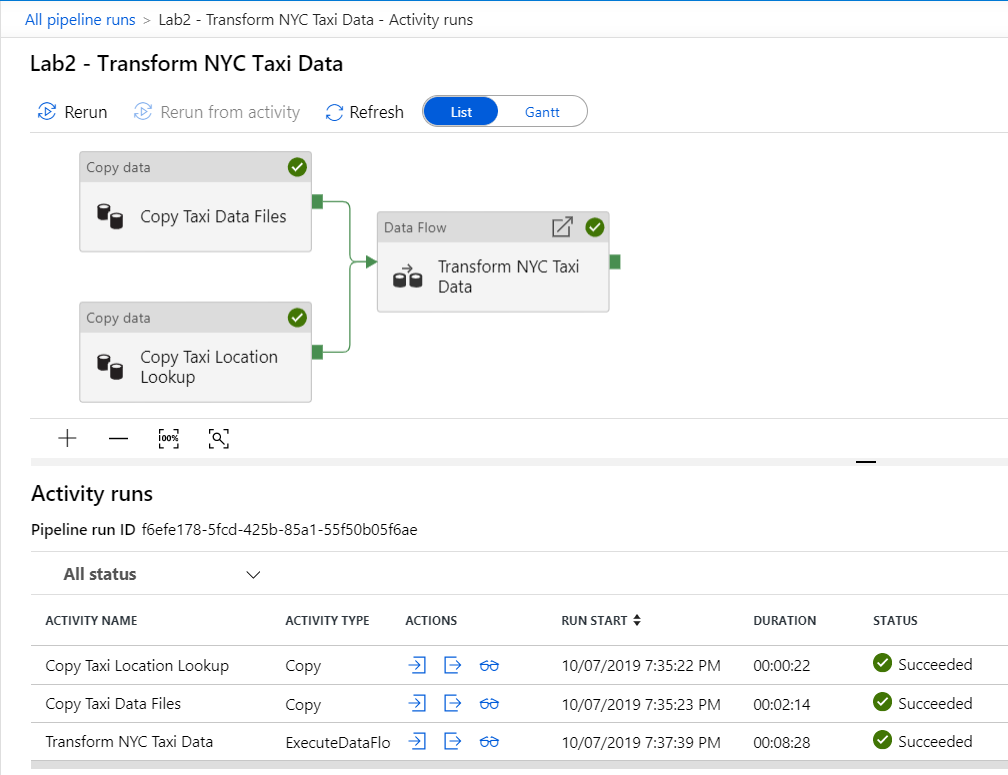 All pipeline runs > Lab2 - Transform NYC Taxi Data - Activity runs
Lab2 - Transform NYC Taxi Data
Rerun Rerun from activity Refresh List Gantt
Copy data
Copy Taxi Data Files
Data Flow
Transform NYC Taxi
Data
Copy data
Copy Taxi Location
Lookup
100%
Activity runs
Pipeline run ID f6efe178-5fcd-425b-85a1-55f50b05f6ae
All status
ACTIVITY NAME ACTIVITY TYPE ACTIONS RUN START DURATION STATUS
Copy Taxi Location Lookup Copy 10/07/2019 7:35:22 PM 00:00:22 Succeeded
Copy Taxi Data Files Copy 10/07/2019 7:35:23 PM 00:02:14 Succeeded
Transform NYC Taxi Data ExecuteDataFlo 10/07/2019 7:37:39 PM 00:08:28 Succeeded